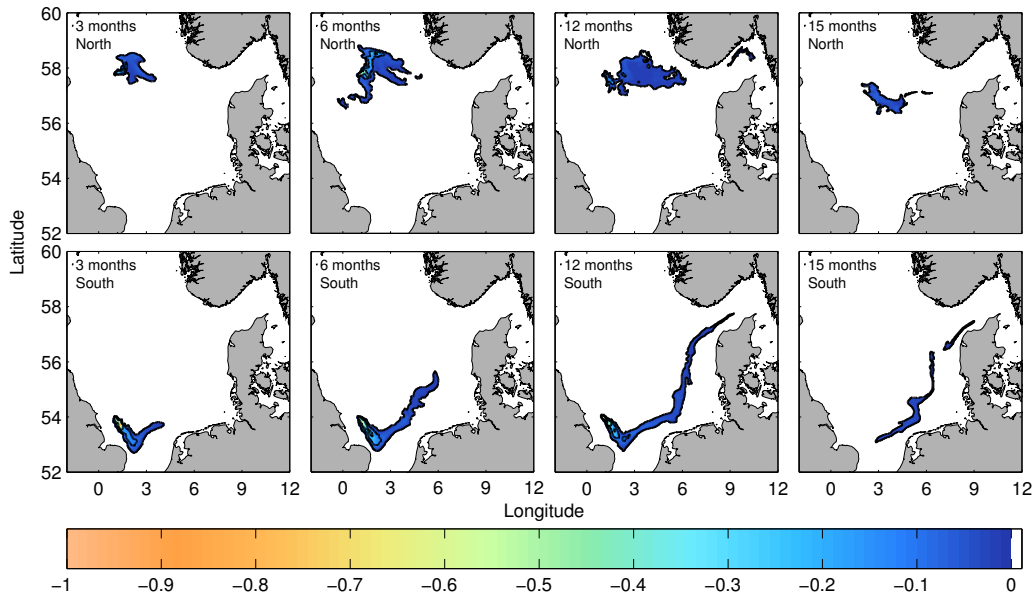 60
58
56
54
52
3 months
North
6 months
North
12 months
North
15 months
North
Latitude
60
58
56
54
52
3 months
South
6 months
South
12 months
South
15 months
South
0 3 6 9 12 0 3 6 9 12 0 3 6 9 12 0 3 6 9 12
Longitude
−1 −0.9 −0.8 −0.7 −0.6 −0.5 −0.4 −0.3 −0.2 −0.1 0